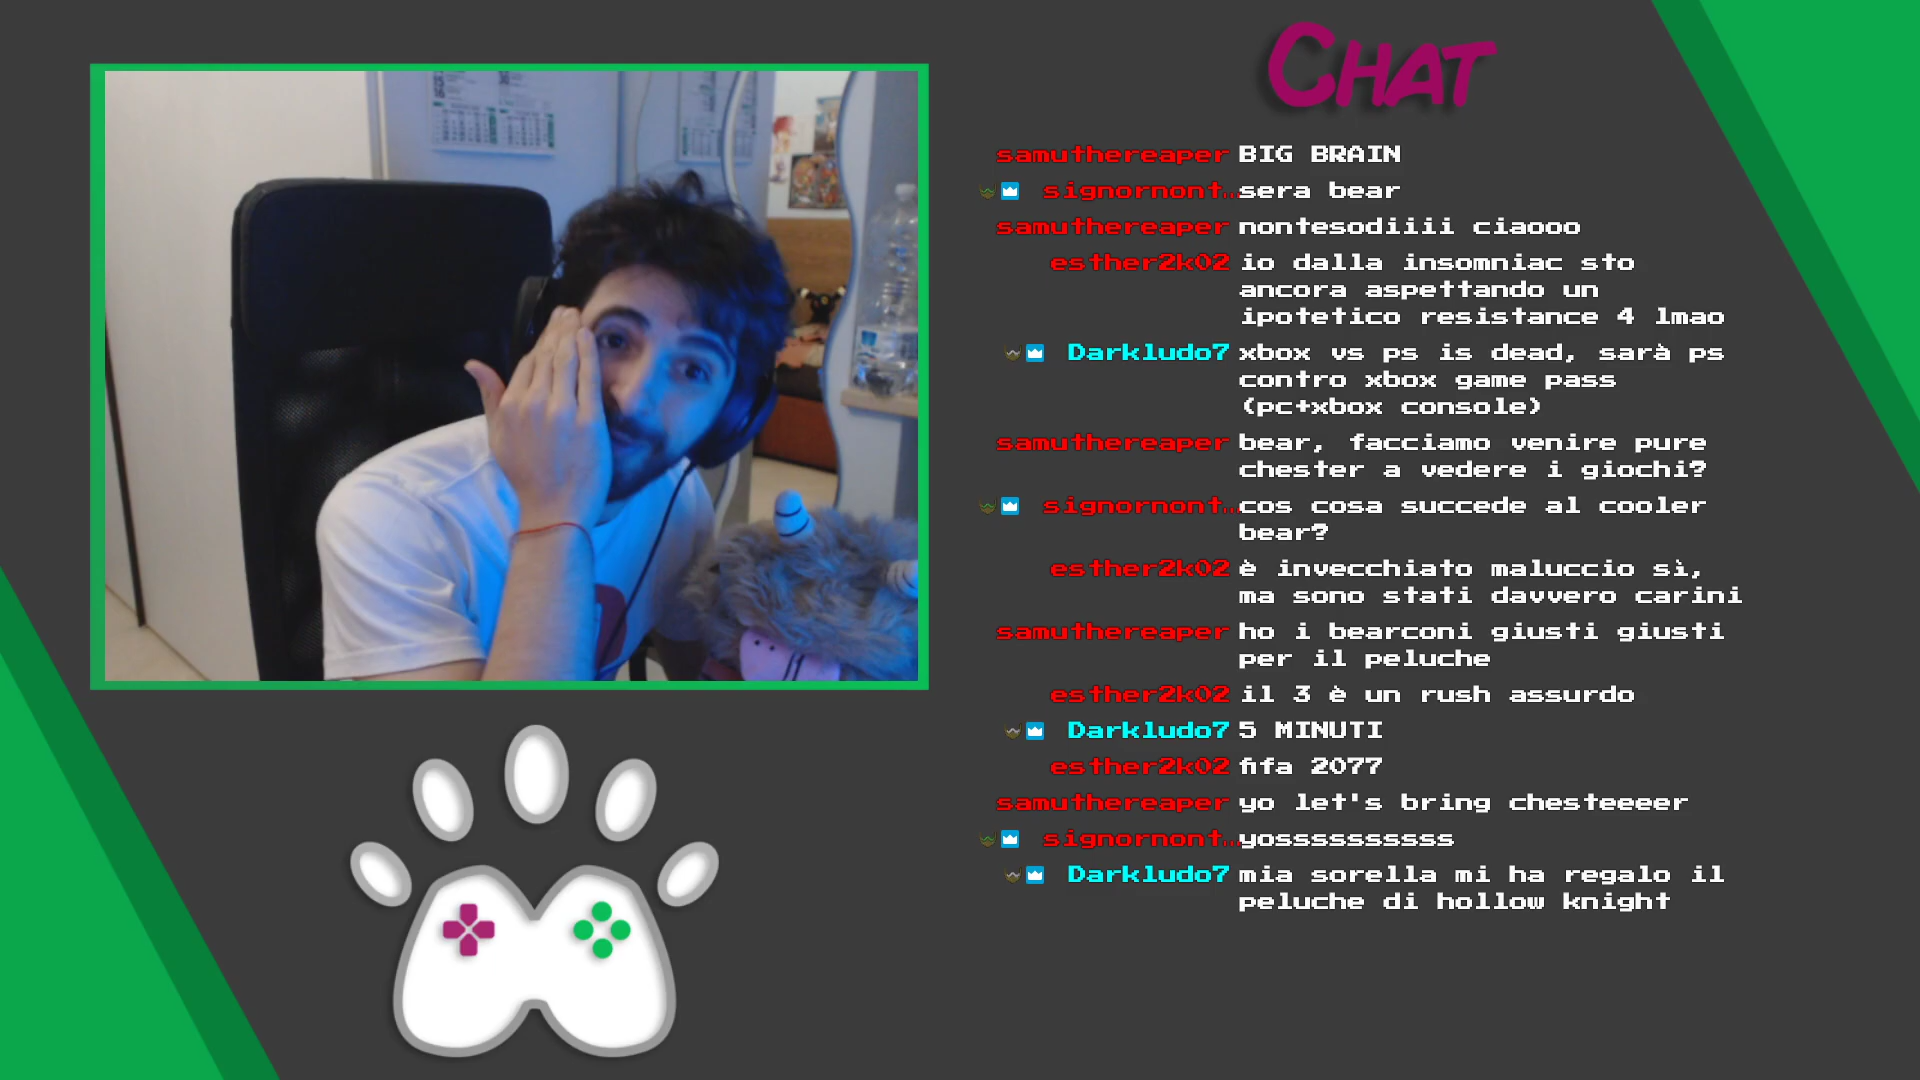 CHAT
samuthereaper BIG BRAIN
signornont.. sera bear
samuthereaper nontesodiiii ciaooo
esther2k02 io dalla insomniac sto
ancora aspettando un
ipotetico resistance 4 lmao
Darkludo7 xbox vs ps is dead, sarà ps
contro xbox game pass
(pc+xbox console)
samuthereaper bear, facciamo venire pure
chester a vedere i giochi?
signornont.. cos cosa succede al cooler
bear?
esther2k02 è invecchiato maluccio sì,
ma sono stati davvero carini
samuthereaper ho i bearconi giusti giusti
per il peluche
esther2k02 il 3 è un rush assurdo
Darkludo7 5 MINUTI
esther2k02 fifa 2077
samuthereaper yo let's bring chesteeeer
signornont.. yosssssssssss
Darkludo7 mia sorella mi ha regalo il
peluche di hollow knight